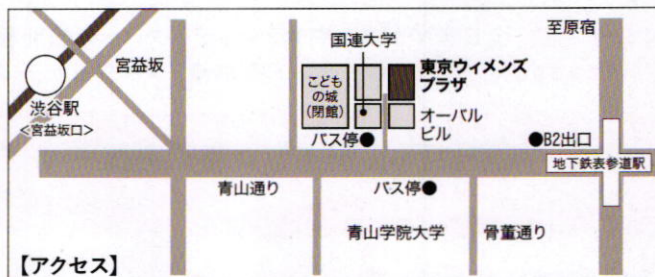 至原宿
国連大学
宮益坂
こども
の城
(閉館)
東京ウィメンズ
プラザ
オーバル
ビル
渋谷駅
<宮益坂口>
バス停
B2出口
地下鉄表参道駅
青山通り
バス停
青山学院大学
骨董通り
【アクセス】